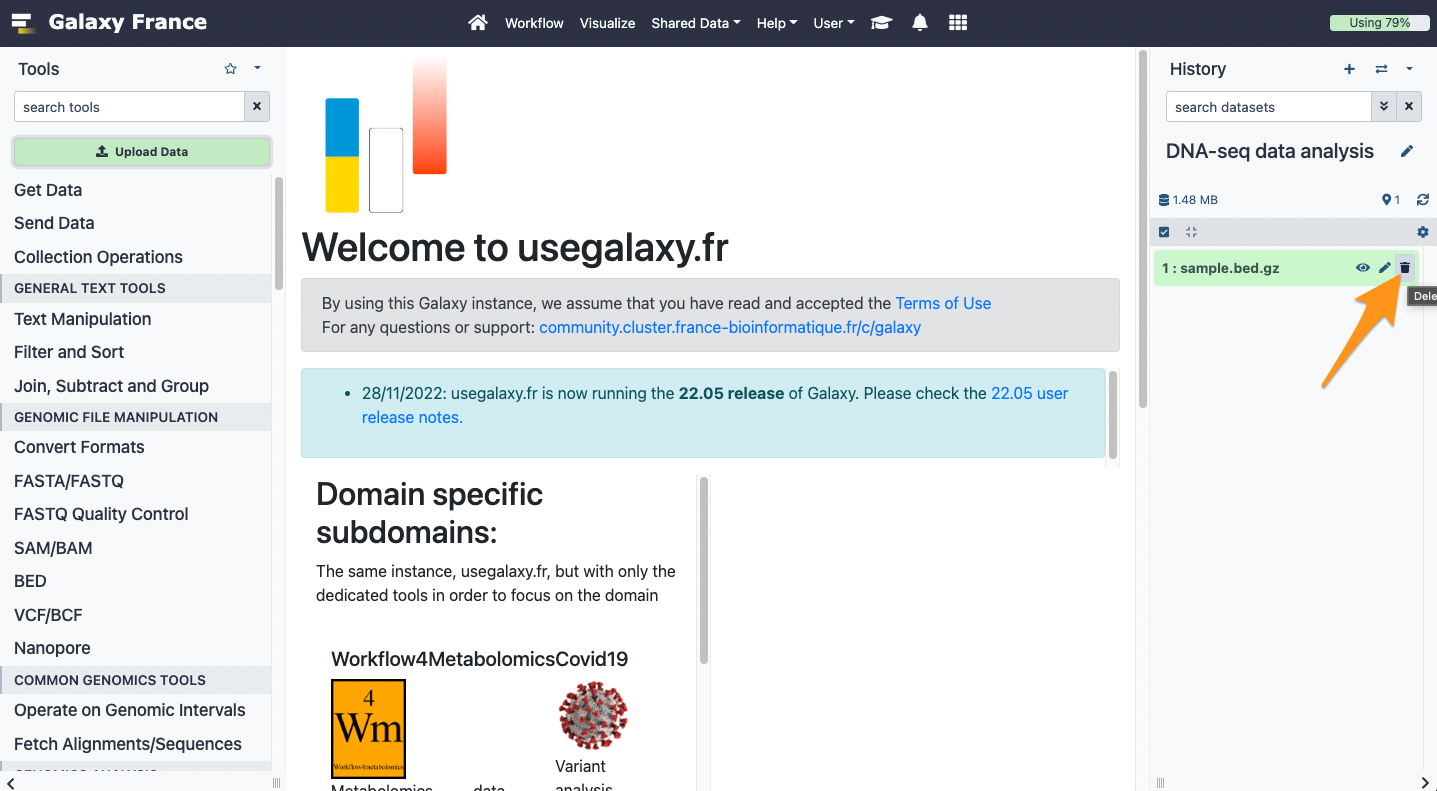 Galaxy France
Workflow
Visualize
Shared Data
Help
User
Using 79%
Tools
search tools
Upload Data
Get Data
Send Data
Collection Operations
GENERAL TEXT TOOLS
Text Manipulation
Filter and Sort
Join, Subtract and Group
GENOMIC FILE MANIPULATION
Convert Formats
FASTA/FASTQ
FASTQ Quality Control
SAM/BAM
BED
VCF/BCF
Nanopore
COMMON GENOMICS TOOLS
Operate on Genomic Intervals
Fetch Alignments/Sequences
Welcome to usegalaxy.fr
By using this Galaxy instance, we assume that you have read and accepted the Terms of Use
For any questions or support: community.cluster.france-bioinformatique.fr/c/galaxy
• 28/11/2022: usegalaxy.fr is now running the 22.05 release of Galaxy. Please check the 22.05 user
release notes.
Domain specific
subdomains:
The same instance, usegalaxy.fr, but with only the
dedicated tools in order to focus on the domain
Workflow4Metabolomics
4
Wm
Workflow4metabolomics
Metabolomics data
Covid19
Variant
analysis
History
search datasets
DNA-seq data analysis
1.48 MB
1
1 : sample.bed.gz
Dele